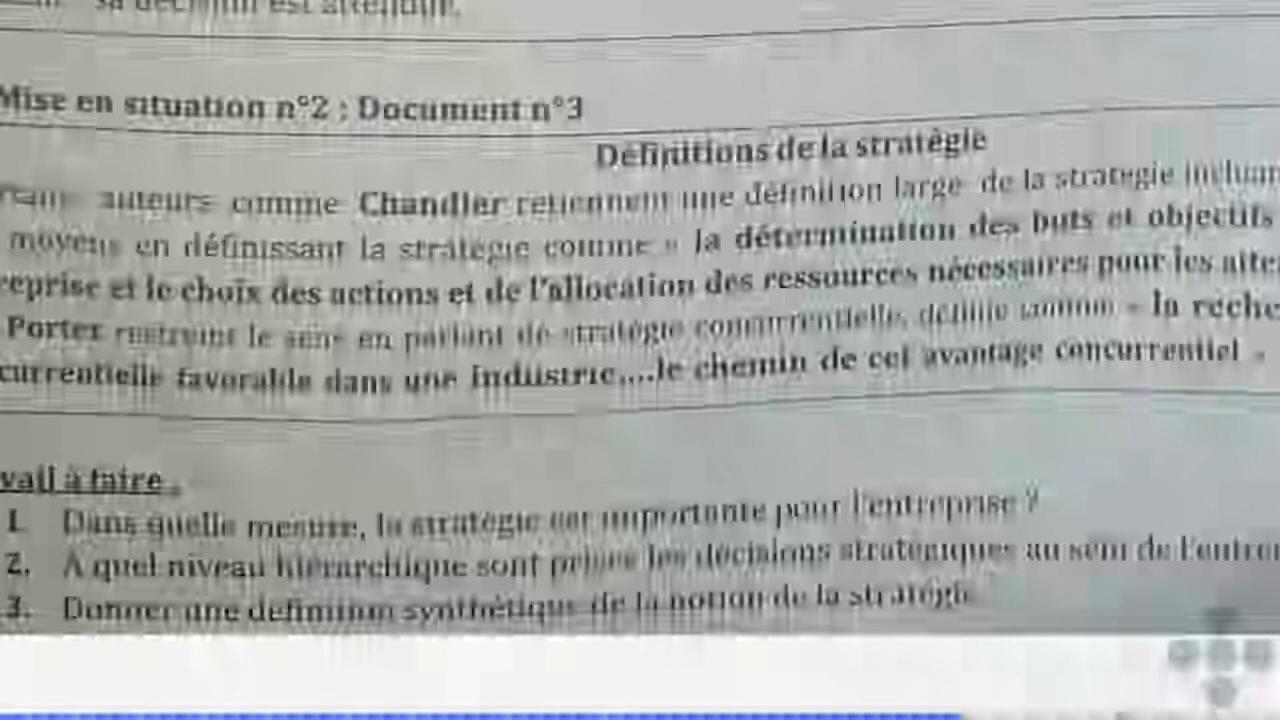 sa décision est attendue.
Mise en situation n°2 : Document n°3
Définitions de la stratégie
auteurs comme Chandler retiennent une définition large de la stratégie incluan
moyens en définissant la stratégie comme « la détermination des buts et objectifs
reprise et le choix des actions et de l'allocation des ressources nécessaires pour les atte
Porter restreint le sens en parlant de stratégie concurrentielle, définie comme « la reche
currentielle favorable dans une industrie....le chemin de cet avantage concurrentiel »
vail à faire :
1. Dans quelle mesure, la stratégie est importante pour l'entreprise ?
2. A quel niveau hiérarchique sont prises les décisions stratégiques au sein de l'entre
3. Donner une définition synthétique de la notion de la stratégie